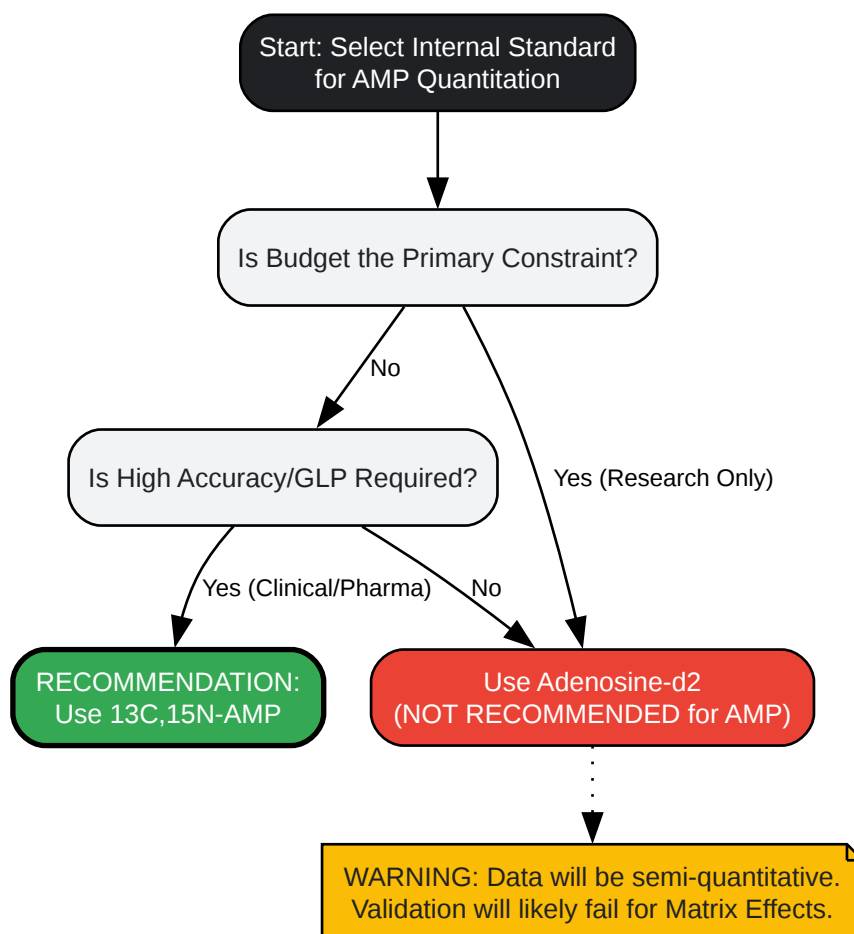 Start: Select Internal Standard
for AMP Quantitation
Is Budget the Primary Constraint?
No
Is High Accuracy/GLP Required?
Yes (Research Only)
Yes (Clinical/Pharma)
No
RECOMMENDATION:
Use 13C,15N-AMP
Use Adenosine-d2
(NOT RECOMMENDED for AMP)
WARNING: Data will be semi-quantitative.
Validation will likely fail for Matrix Effects.